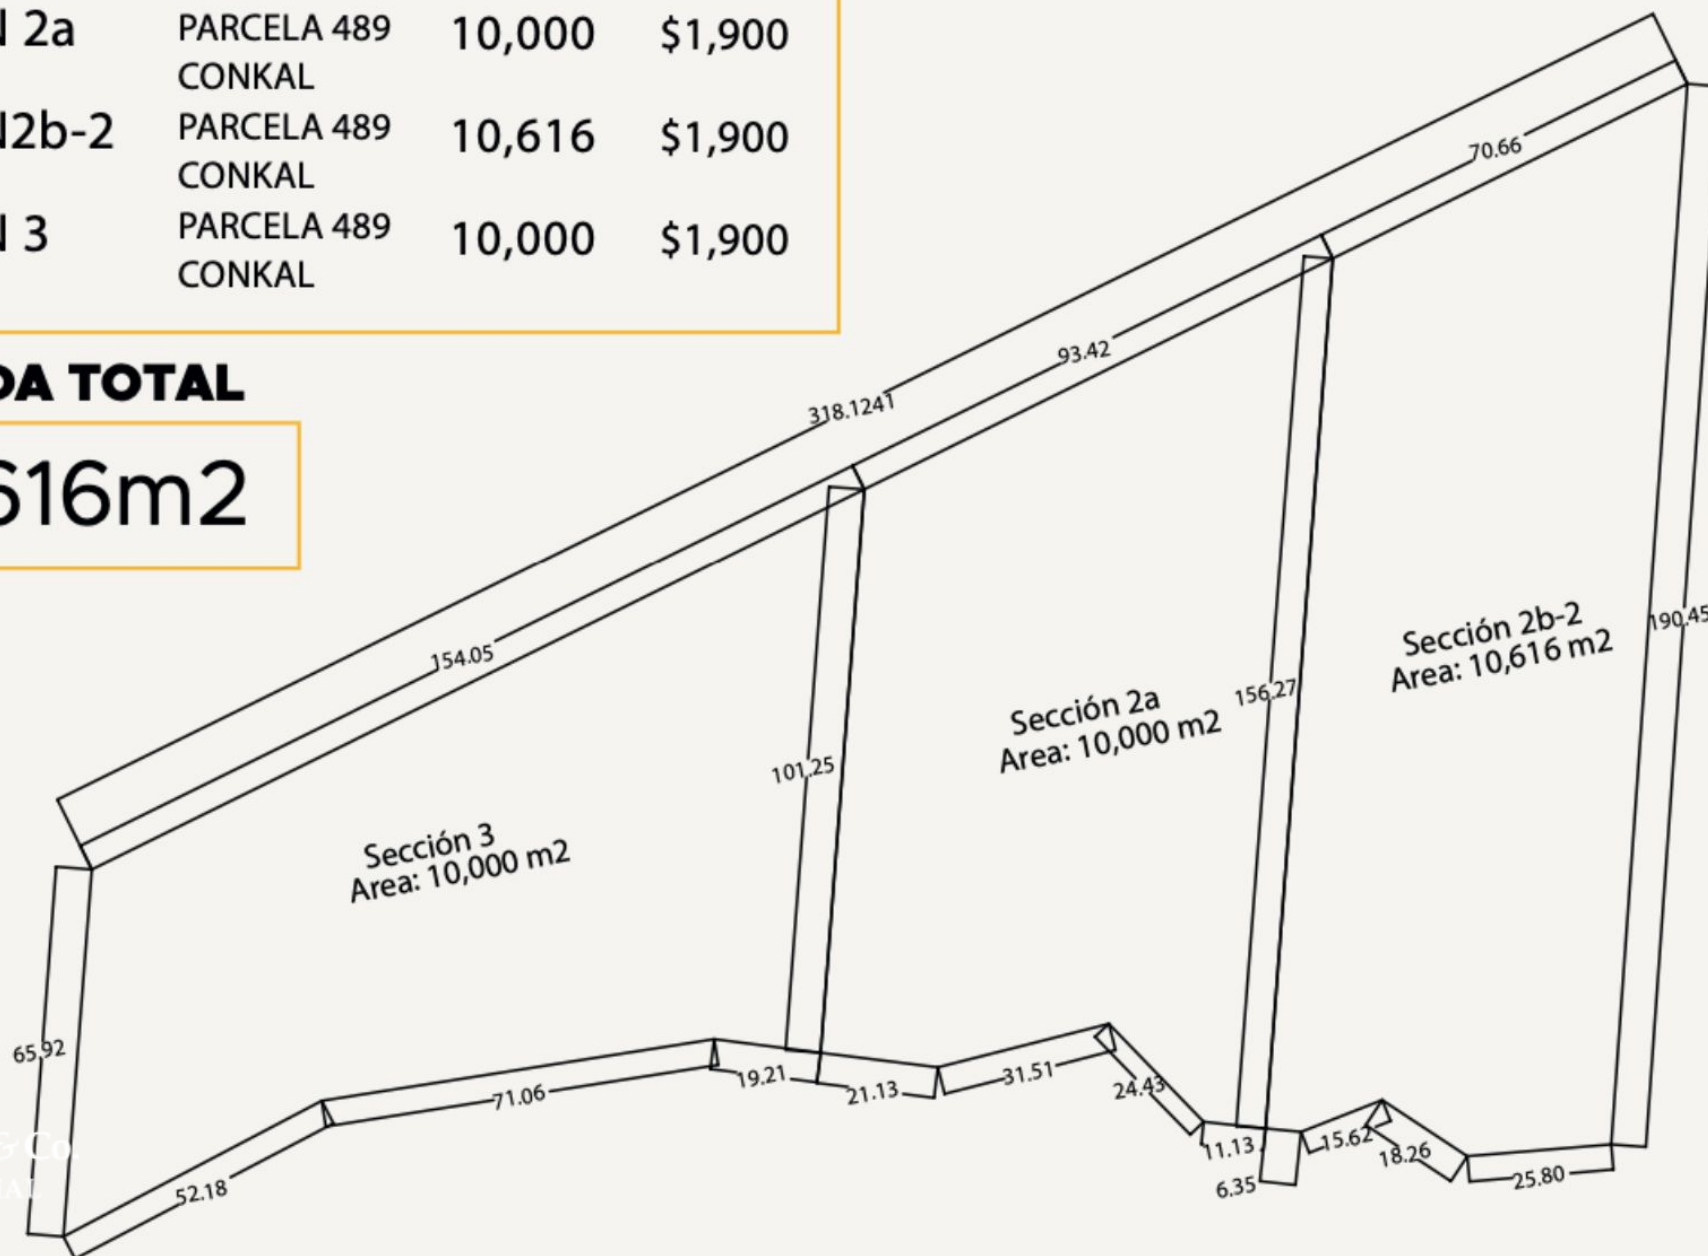 N 2a PARCELA 489 10,000 $1,900
CONKAL
N2b-2 PARCELA 489 10,616 $1,900
CONKAL
N 3 PARCELA 489 10,000 $1,900
CONKAL
DA TOTAL
616m2
70.66
93.42
318.1241
154.05
190.45
Sección 2b-2
Area: 10,616 m2
156.27
Sección 2a
Area: 10,000 m2
101.25
Sección 3
Area: 10,000 m2
65.92
52.18
71.06
19.21
21.13
31.51
24.43
11.13
6.35
15.62
18.26
25.80
& Co.